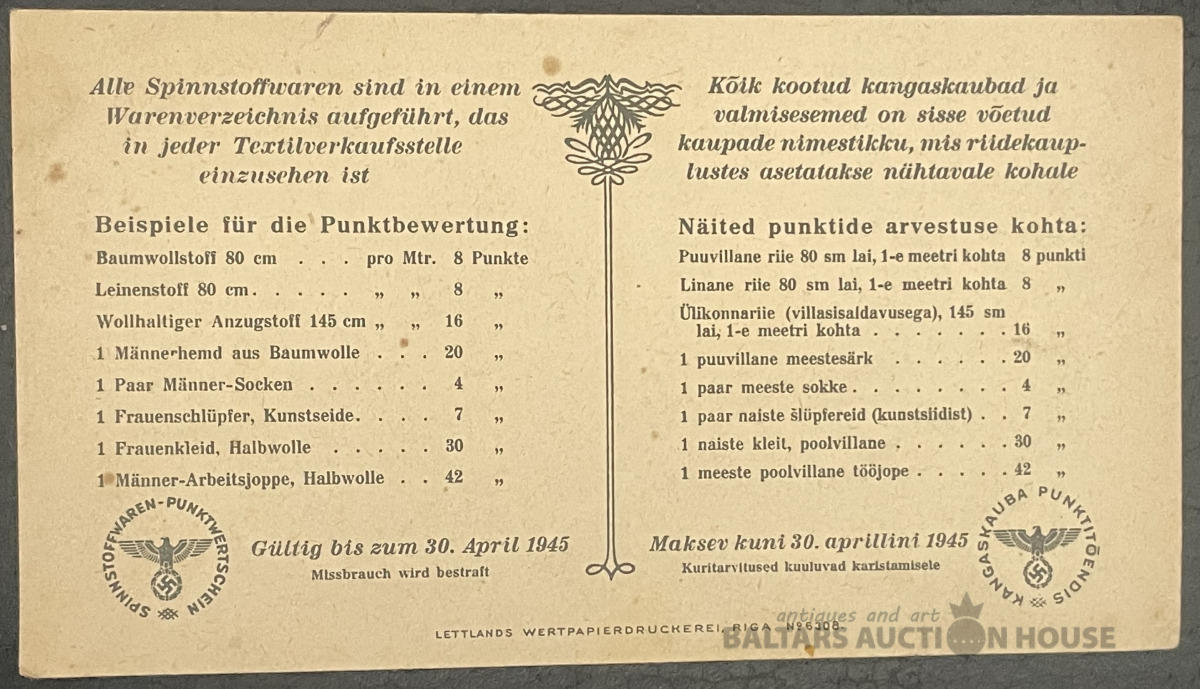 Alle Spinnstoffwaren sind in einem
Warenverzeichnis aufgeführt, das
in jeder Textilverkaufsstelle
einzusehen ist
Beispiele für die Punktbewertung:
Baumwollstoff 80 cm . . . pro Mtr. 8 Punkte
Leinenstoff 80 cm. . . . . „ „ 8 „
Wollhaltiger Anzugstoff 145 cm „ „ 16 „
1 Männerhemd aus Baumwolle . . . 20 „
1 Paar Männer-Socken . . . . . . 4 „
1 Frauenschlüpfer, Kunstseide. . . . 7 „
1 Frauenkleid, Halbwolle . . . . . 30 „
1 Männer-Arbeitsjoppe, Halbwolle . . 42 „
SPINNSTOFFWAREN-PUNKTWERTSCHEIN
Gültig bis zum 30. April 1945
Missbrauch wird bestraft
Kõik kootud kangaskaubad ja
valmisesemed on sisse võetud
kaupade nimestikku, mis riidekaup-
lustes asetatakse nähtavale kohale
Näited punktide arvestuse kohta:
Puuvillane riie 80 sm lai, 1-e meetri kohta 8 punkti
Linane riie 80 sm lai, 1-e meetri kohta 8 „
Ülikonnariie (villasisaldavusega), 145 sm
lai, 1-e meetri kohta . . . . . . . 16 „
1 puuvillane meestesärk . . . . . . 20 „
1 paar meeste sokke. . . . . . . . 4 „
1 paar naiste šlüpfereid (kunstsiidist) . . 7 „
1 naiste kleit, poolvillane . . . . . . 30 „
1 meeste poolvillane tööjope . . . . . 42 „
KANGASKAUBA PUNKTITÕENDIS
Maksev kuni 30. aprillini 1945
Kuritarvitused kuuluvad karistamisele
LETTLANDS WERTPAPIERDRUCKEREI, RIGA № 6308.
antiques and art
BALTARS AUCTION HOUSE